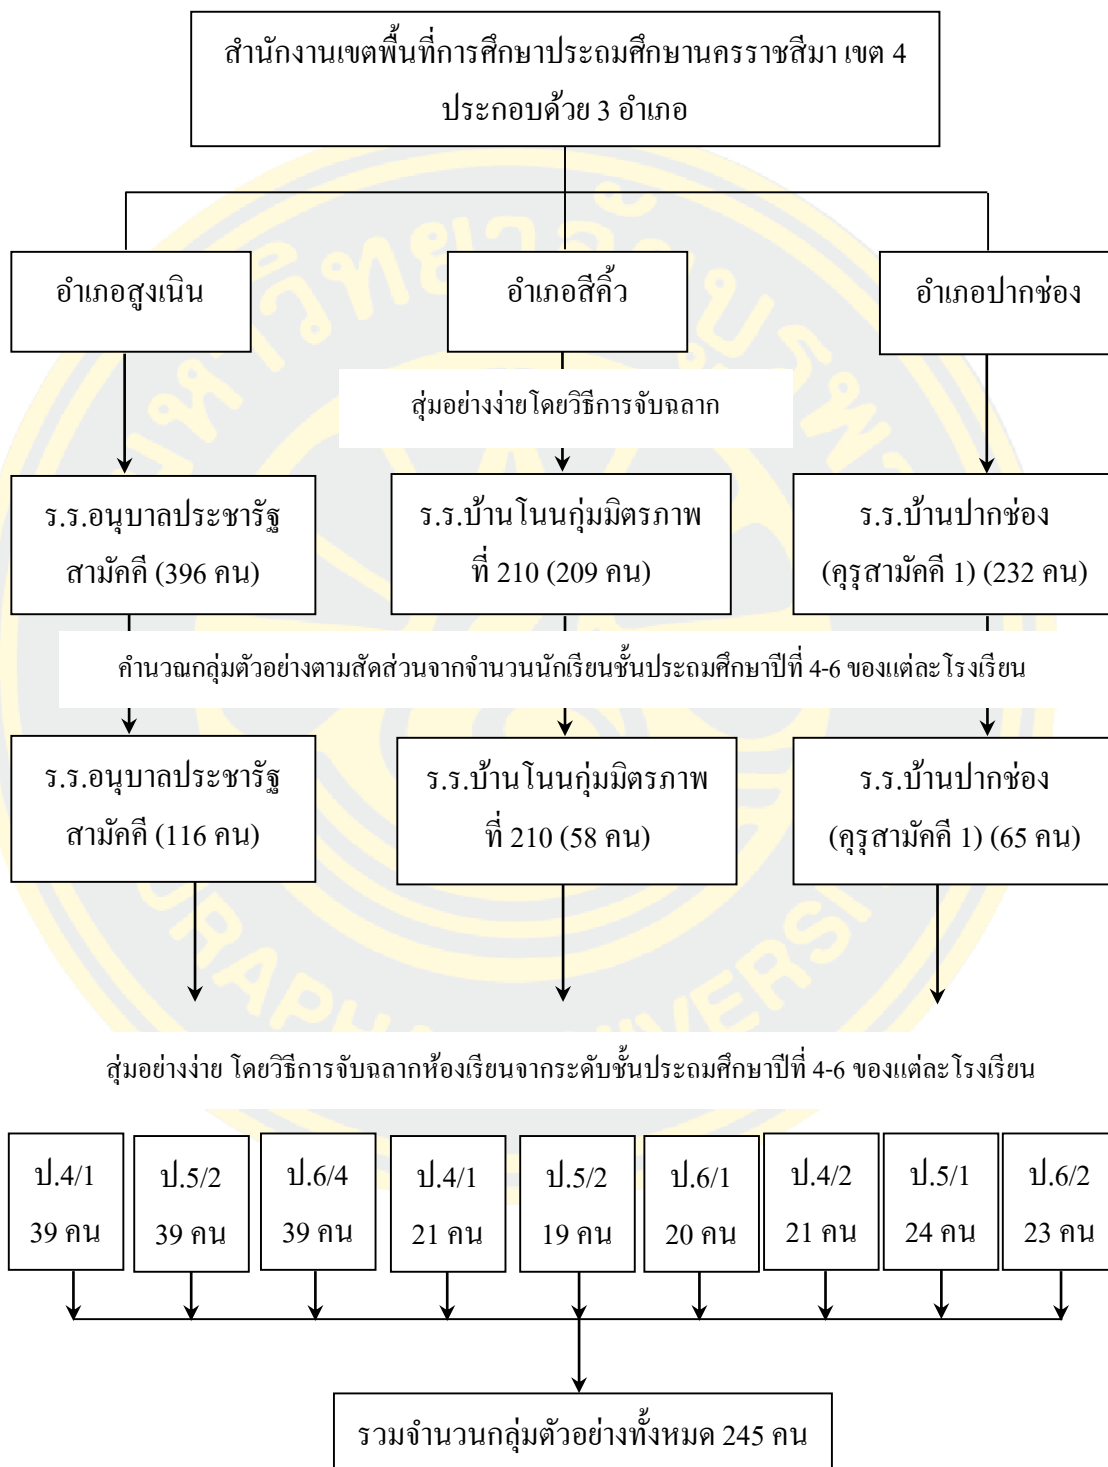 สำนักงานเขตพื้นที่การศึกษาประถมศึกษานครราชสีมา เขต 4
ประกอบด้วย 3 อำเภอ
อำเภอสูงเนิน
อำเภอสีคิ้ว
อำเภอปากช่อง
สุ่มอย่างง่ายโดยวิธีการจับฉลาก
ร.ร.อนุบาลประชารัฐ
สามัคคี (396 คน)
ร.ร.บ้านโนนกุ่มมิตรภาพ
ที่ 210 (209 คน)
ร.ร.บ้านปากช่อง
(คุรุสามัคคี 1) (232 คน)
คำนวณกลุ่มตัวอย่างตามสัดส่วนจากจำนวนนักเรียนชั้นประถมศึกษาปีที่ 4-6 ของแต่ละโรงเรียน
ร.ร.อนุบาลประชารัฐ
สามัคคี (116 คน)
ร.ร.บ้านโนนกุ่มมิตรภาพ
ที่ 210 (58 คน)
ร.ร.บ้านปากช่อง
(คุรุสามัคคี 1) (65 คน)
สุ่มอย่างง่าย โดยวิธีการจับฉลากห้องเรียนจากระดับชั้นประถมศึกษาปีที่ 4-6 ของแต่ละโรงเรียน
ป.4/1
39 คน
ป.5/2
39 คน
ป.6/4
39 คน
ป.4/1
21 คน
ป.5/2
19 คน
ป.6/1
20 คน
ป.4/2
21 คน
ป.5/1
24 คน
ป.6/2
23 คน
รวมจำนวนกลุ่มตัวอย่างทั้งหมด 245 คน